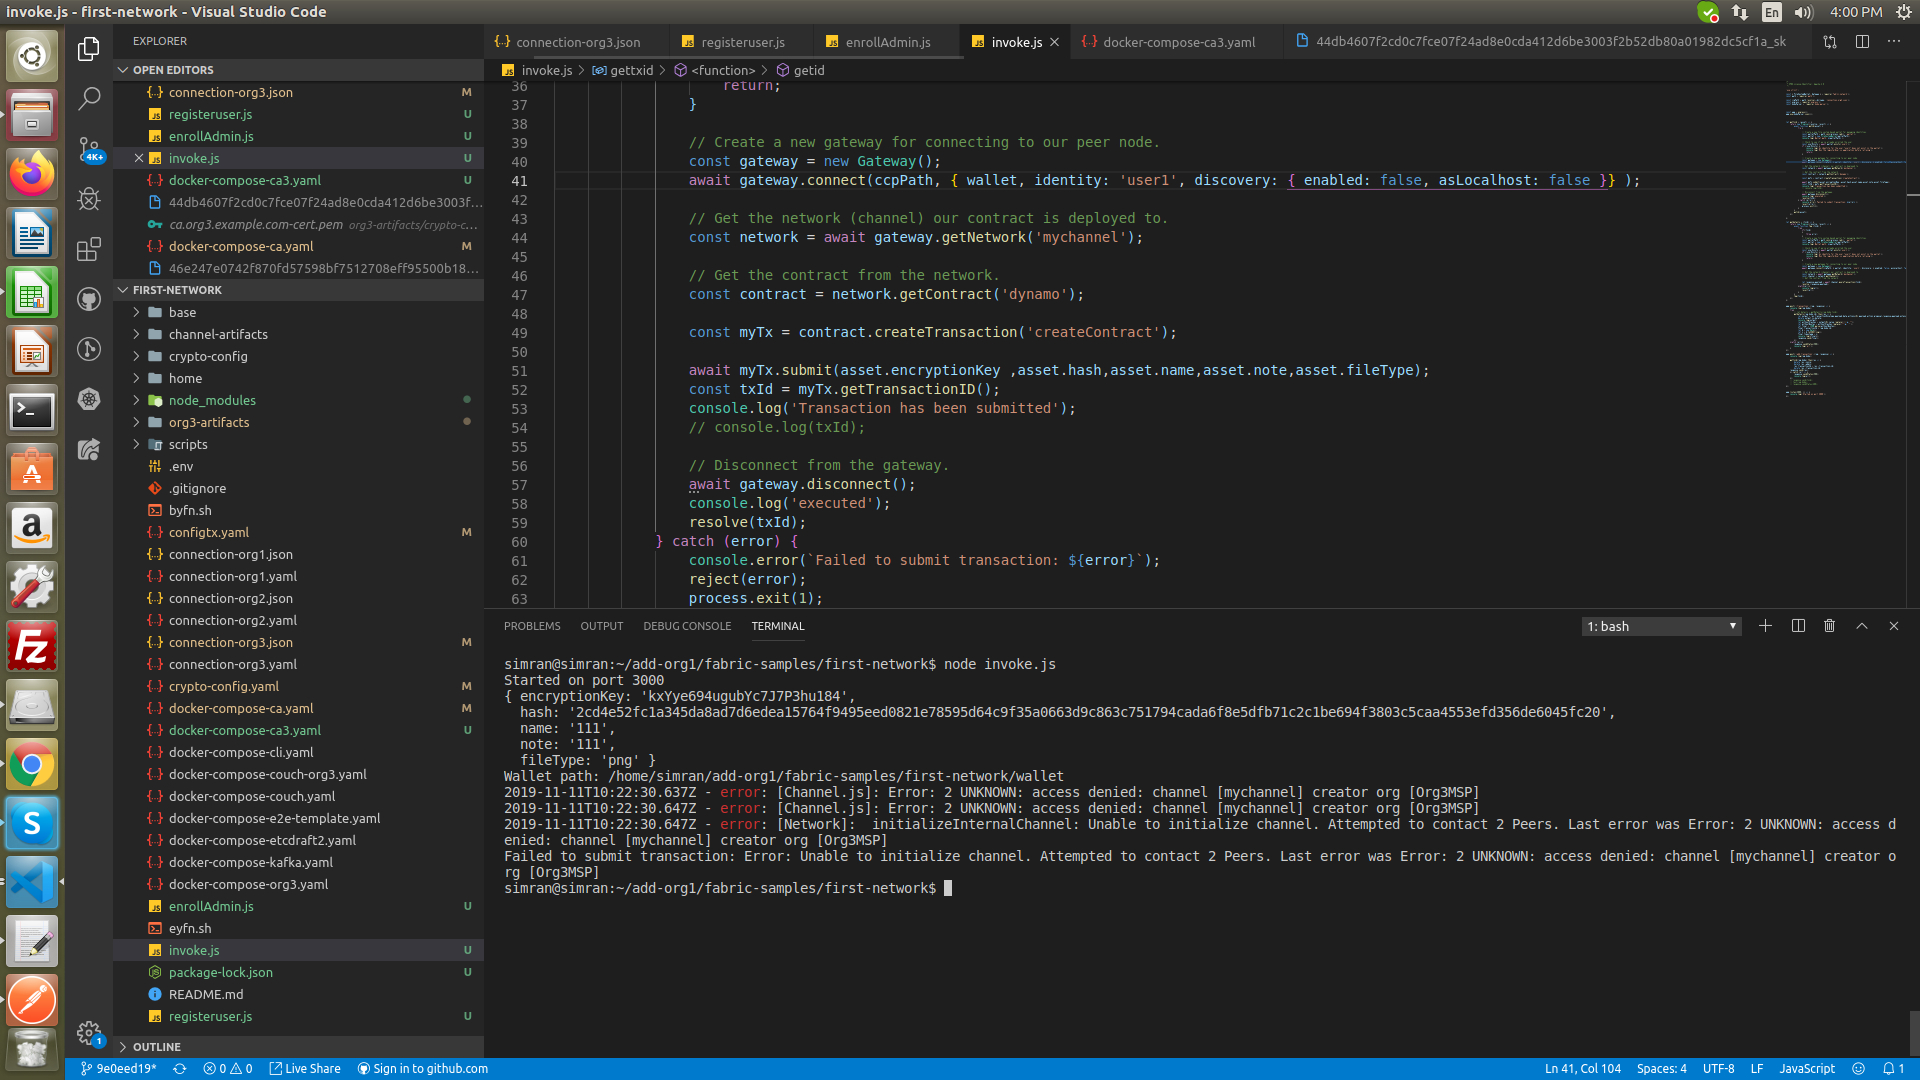 invoke.js - first-network - Visual Studio Code
En
4:00 PM
EXPLORER
OPEN EDITORS
connection-org3.json M
registeruser.js U
enrollAdmin.js U
invoke.js U
docker-compose-ca3.yaml U
44db4607f2cd0c7fce07f24ad8e0cda412d6be3003f...
ca.org3.example.com-cert.pem org3-artifacts/crypto-c...
docker-compose-ca.yaml M
46e247e0742f870fd57598bf7512708eff95500b18...
FIRST-NETWORK
base
channel-artifacts
crypto-config
home
node_modules
org3-artifacts
scripts
.env
.gitignore
byfn.sh
configtx.yaml M
connection-org1.json
connection-org1.yaml
connection-org2.json
connection-org2.yaml
connection-org3.json M
connection-org3.yaml
crypto-config.yaml M
docker-compose-ca.yaml M
docker-compose-ca3.yaml U
docker-compose-cli.yaml
docker-compose-couch-org3.yaml
docker-compose-couch.yaml
docker-compose-e2e-template.yaml
docker-compose-etcdraft2.yaml
docker-compose-kafka.yaml
docker-compose-org3.yaml
enrollAdmin.js U
eyfn.sh
invoke.js U
package-lock.json U
README.md
registeruser.js U
OUTLINE
4K+
1
connection-org3.json registeruser.js enrollAdmin.js invoke.js docker-compose-ca3.yaml 44db4607f2cd0c7fce07f24ad8e0cda412d6be3003f2b52db80a01982dc5cf1a_sk
invoke.js > gettxid > <function> > getid
36 return;
37 }
38
39 // Create a new gateway for connecting to our peer node.
40 const gateway = new Gateway();
41 await gateway.connect(ccpPath, { wallet, identity: 'user1', discovery: { enabled: false, asLocalhost: false }} );
42
43 // Get the network (channel) our contract is deployed to.
44 const network = await gateway.getNetwork('mychannel');
45
46 // Get the contract from the network.
47 const contract = network.getContract('dynamo');
48
49 const myTx = contract.createTransaction('createContract');
50
51 await myTx.submit(asset.encryptionKey ,asset.hash,asset.name,asset.note,asset.fileType);
52 const txId = myTx.getTransactionID();
53 console.log('Transaction has been submitted');
54 // console.log(txId);
55
56 // Disconnect from the gateway.
57 await gateway.disconnect();
58 console.log('executed');
59 resolve(txId);
60 } catch (error) {
61 console.error(`Failed to submit transaction: ${error}`);
62 reject(error);
63 process.exit(1);
PROBLEMS OUTPUT DEBUG CONSOLE TERMINAL 1: bash
simran@simran:~/add-org1/fabric-samples/first-network$ node invoke.js
Started on port 3000
{ encryptionKey: 'kxYye694ugubYc7J7P3hu184',
hash: '2cd4e52fc1a345da8ad7d6edea15764f9495eed0821e78595d64c9f35a0663d9c863c751794cada6f8e5dfb71c2c1be694f3803c5caa4553efd356de6045fc20',
name: '111',
note: '111',
fileType: 'png' }
Wallet path: /home/simran/add-org1/fabric-samples/first-network/wallet
2019-11-11T10:22:30.637Z - error: [Channel.js]: Error: 2 UNKNOWN: access denied: channel [mychannel] creator org [Org3MSP]
2019-11-11T10:22:30.647Z - error: [Channel.js]: Error: 2 UNKNOWN: access denied: channel [mychannel] creator org [Org3MSP]
2019-11-11T10:22:30.647Z - error: [Network]: _initializeInternalChannel: Unable to initialize channel. Attempted to contact 2 Peers. Last error was Error: 2 UNKNOWN: access d
enied: channel [mychannel] creator org [Org3MSP]
Failed to submit transaction: Error: Unable to initialize channel. Attempted to contact 2 Peers. Last error was Error: 2 UNKNOWN: access denied: channel [mychannel] creator o
rg [Org3MSP]
simran@simran:~/add-org1/fabric-samples/first-network$
9e0eed19* 0 0 Live Share Sign in to github.com
Ln 41, Col 104 Spaces: 4 UTF-8 LF JavaScript 1